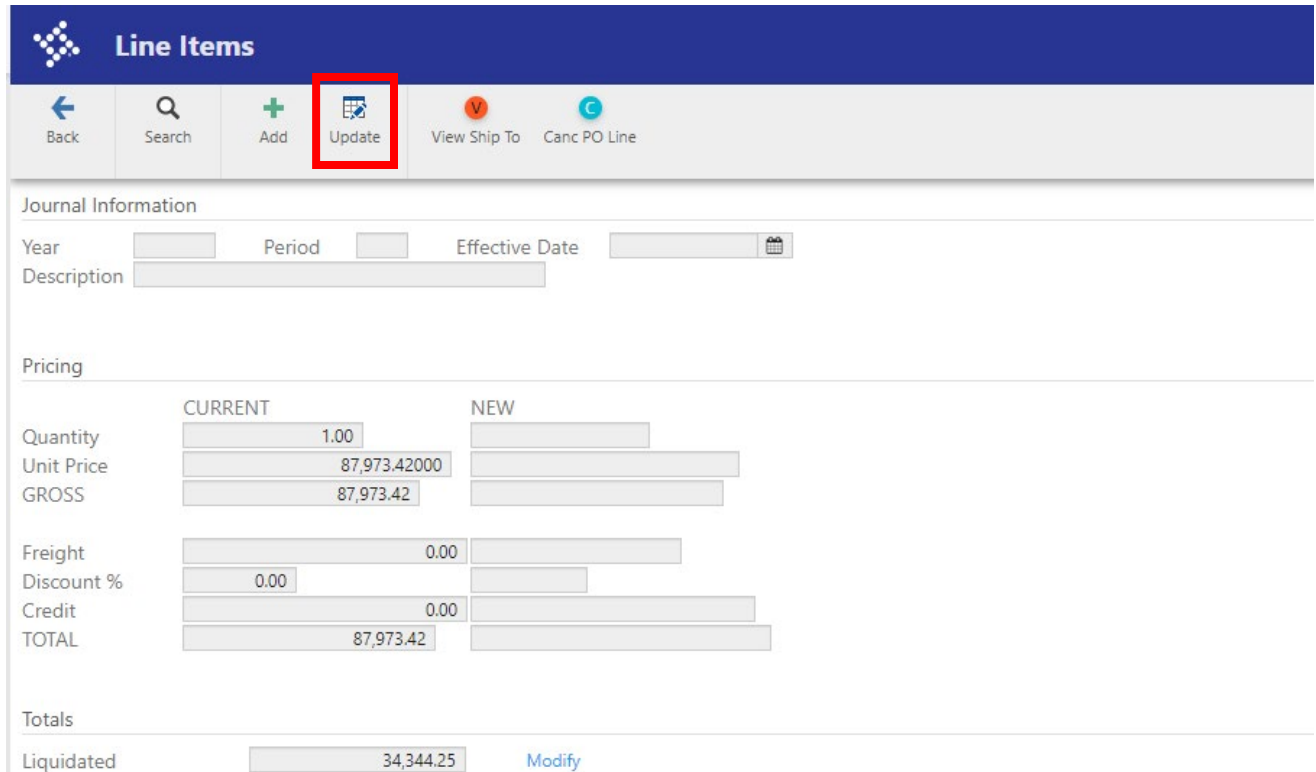 Line Items
Back Search Add Update View Ship To Canc PO Line
V C
Journal Information
Year Period Effective Date
Description
Pricing
CURRENT NEW
Quantity 1.00
Unit Price 87,973.42000
GROSS 87,973.42
Freight 0.00
Discount % 0.00
Credit 0.00
TOTAL 87,973.42
Totals
Liquidated 34,344.25 Modify